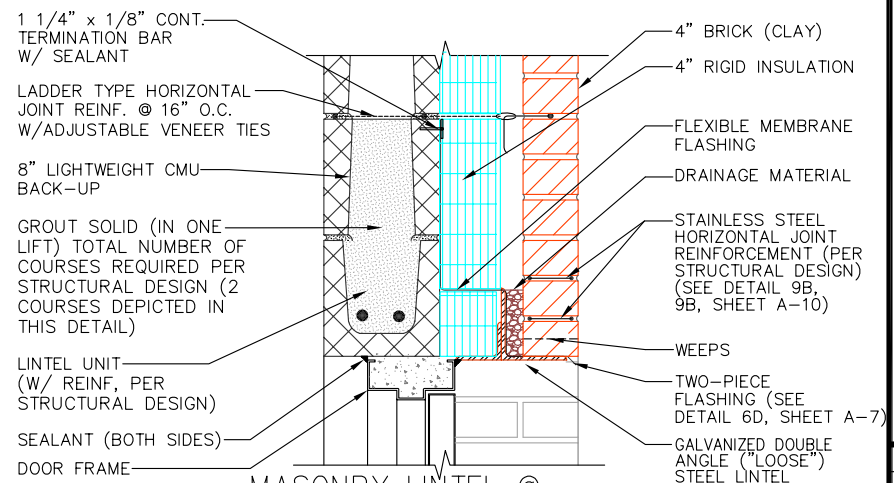 1 1/4" x 1/8" CONT.
TERMINATION BAR
W/ SEALANT
LADDER TYPE HORIZONTAL
JOINT REINF. @ 16" O.C.
W/ADJUSTABLE VENEER TIES
8" LIGHTWEIGHT CMU
BACK-UP
GROUT SOLID (IN ONE
LIFT) TOTAL NUMBER OF
COURSES REQUIRED PER
STRUCTURAL DESIGN (2
COURSES DEPICTED IN
THIS DETAIL)
LINTEL UNIT
(W/ REINF, PER
STRUCTURAL DESIGN)
SEALANT (BOTH SIDES)
DOOR FRAME
4" BRICK (CLAY)
4" RIGID INSULATION
FLEXIBLE MEMBRANE
FLASHING
DRAINAGE MATERIAL
STAINLESS STEEL
HORIZONTAL JOINT
REINFORCEMENT (PER
STRUCTURAL DESIGN)
(SEE DETAIL 9B,
9B, SHEET A-10)
WEEPS
TWO-PIECE
FLASHING (SEE
DETAIL 6D, SHEET A-7)
GALVANIZED DOUBLE
ANGLE ("LOOSE")
STEEL LINTEL
MASONRY LINTEL @